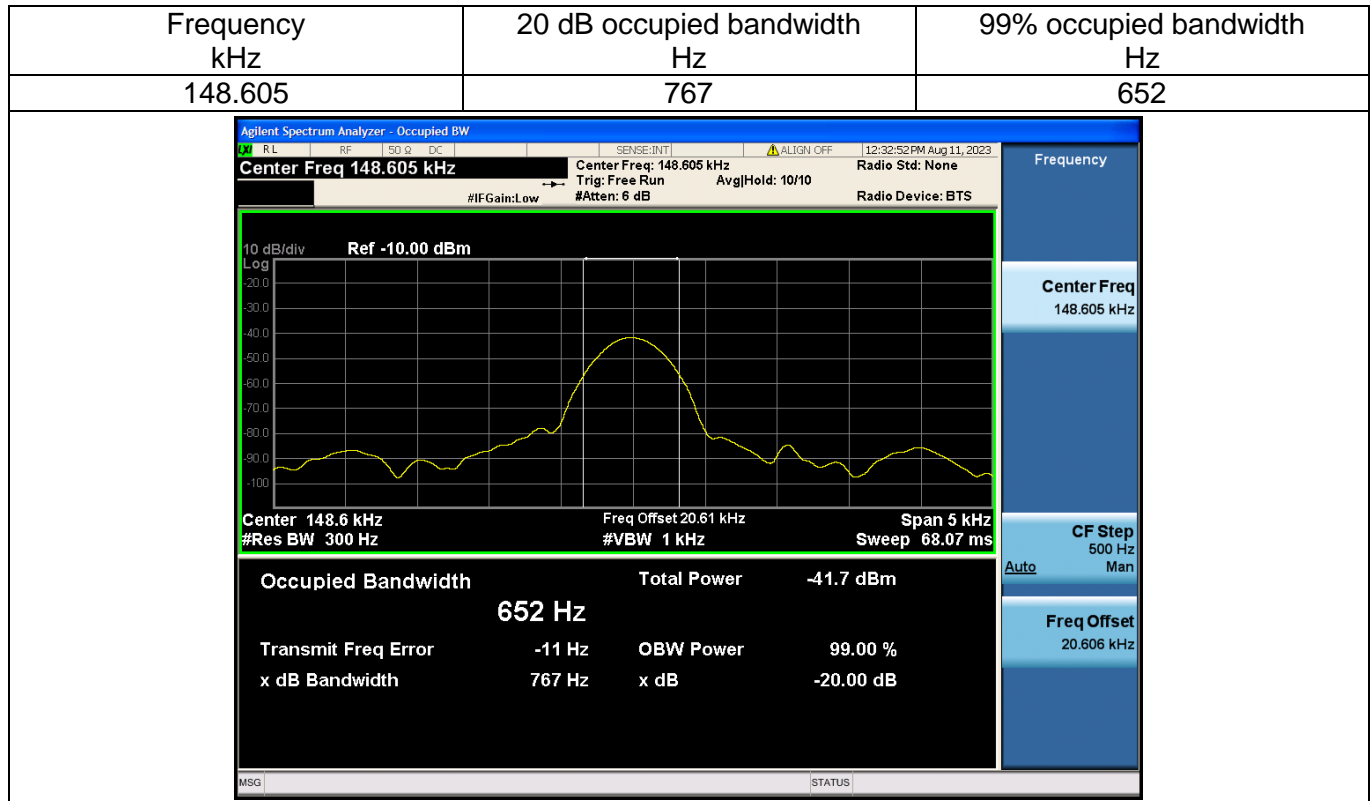 Frequency 20 dB occupied bandwidth 99% occupied bandwidth
kHz Hz Hz
148.605 767 652
Agilent Spectrum Analyzer - Occupied BW
LXI RL RF 50 Ω DC SENSE:INT ALIGN OFF 12:32:52 PM Aug 11, 2023
Center Freq 148.605 kHz Center Freq: 148.605 kHz Radio Std: None
Trig: Free Run Avg|Hold: 10/10
#IFGain:Low #Atten: 6 dB Radio Device: BTS
Frequency
10 dB/div Ref -10.00 dBm
Log
-20.0
-30.0
-40.0
-50.0
-60.0
-70.0
-80.0
-90.0
-100
Center 148.6 kHz Freq Offset 20.61 kHz Span 5 kHz
#Res BW 300 Hz #VBW 1 kHz Sweep 68.07 ms
Occupied Bandwidth Total Power -41.7 dBm
652 Hz
Transmit Freq Error -11 Hz OBW Power 99.00 %
x dB Bandwidth 767 Hz x dB -20.00 dB
Center Freq
148.605 kHz
CF Step
500 Hz
Auto Man
Freq Offset
20.606 kHz
MSG STATUS